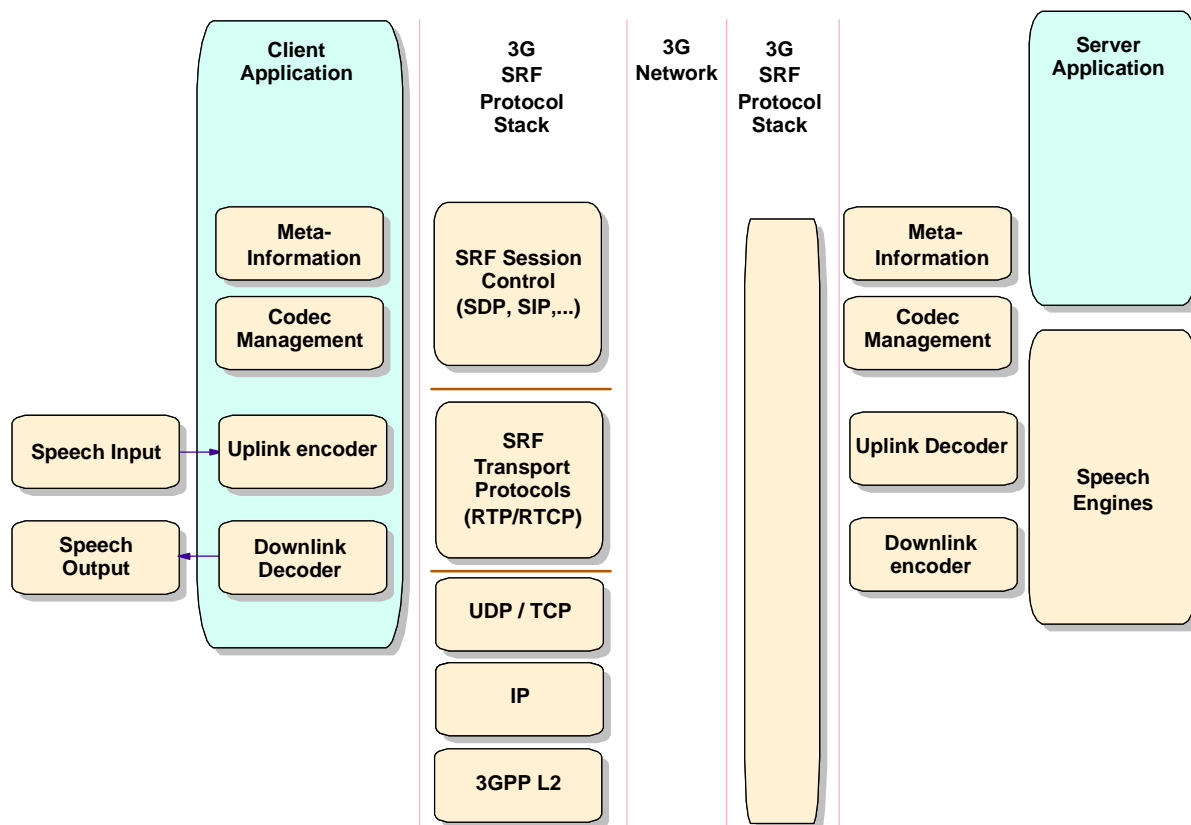 Client
Application
3G
SRF
Protocol
Stack
3G
Network
3G
SRF
Protocol
Stack
Server
Application
Meta-
Information
SRF Session
Control
(SDP, SIP,...)
Meta-
Information
Codec
Management
Codec
Management
Speech Input
Uplink encoder
SRF
Transport
Protocols
(RTP/RTCP)
Uplink Decoder
Speech
Engines
Speech
Output
Downlink
Decoder
Downlink
encoder
UDP / TCP
IP
3GPP L2